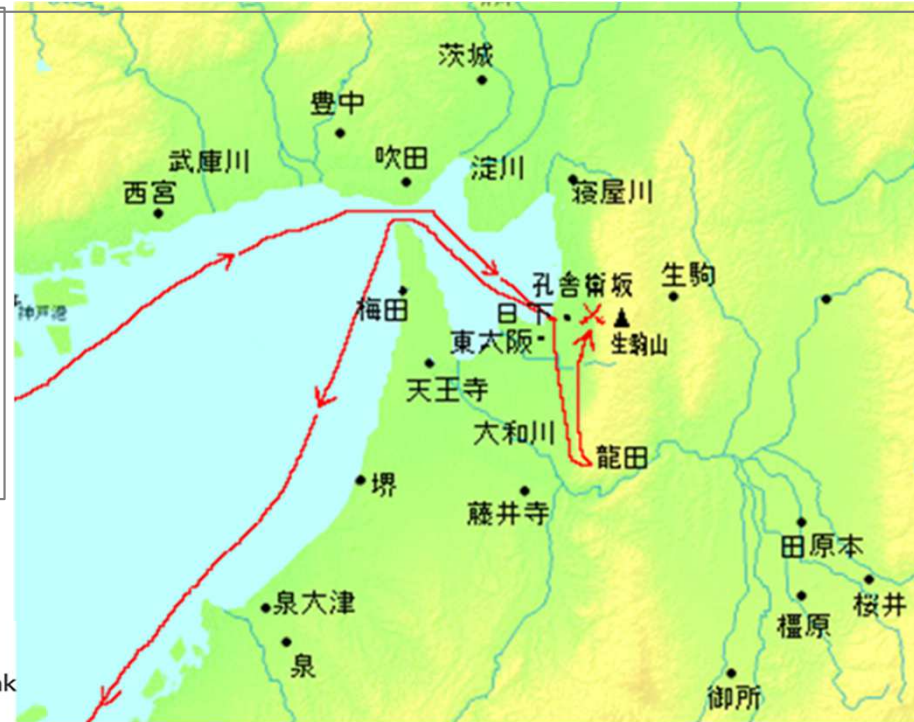 茨城
豊中
武庫川
吹田
淀川
西宮
寝屋川
孔舎衛坂
生駒
神戸港
梅田
日下
東大阪
生駒山
天王寺
大和川
龍田
堺
藤井寺
田原本
泉大津
桜井
橿原
泉
御所